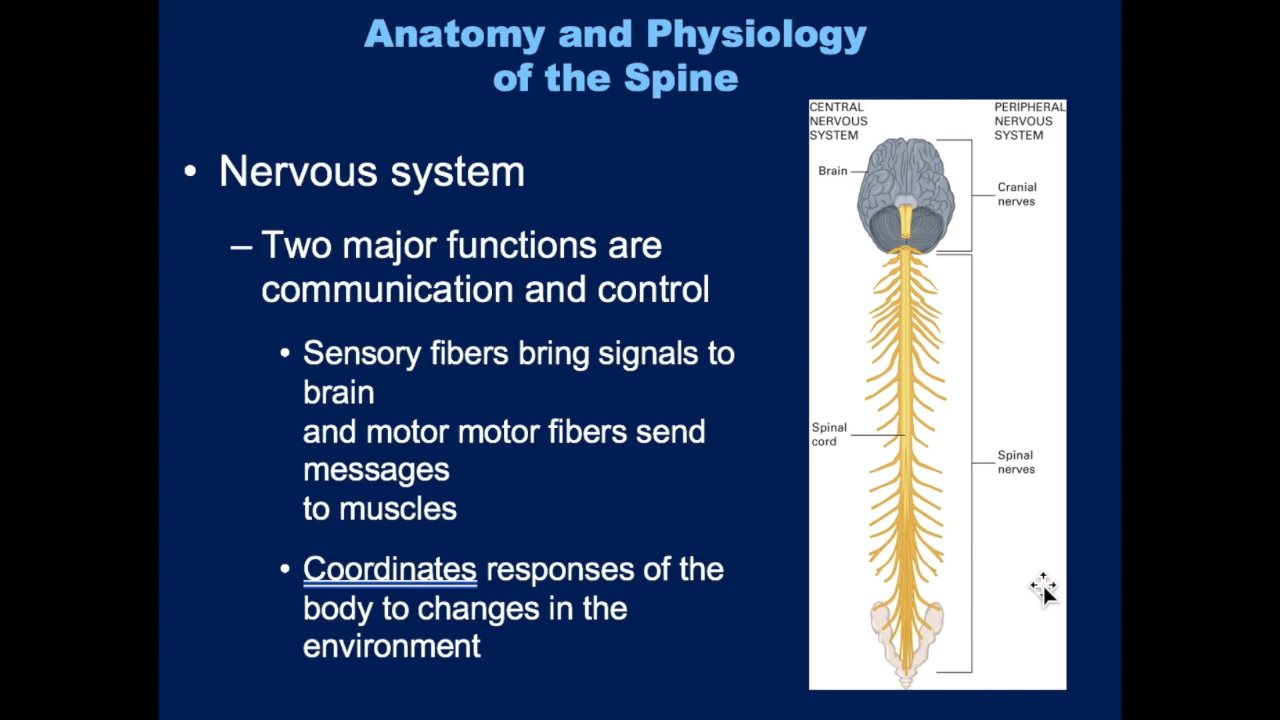 Anatomy and Physiology
of the Spine
• Nervous system
– Two major functions are
communication and control
• Sensory fibers bring signals to
brain
and motor motor fibers send
messages
to muscles
• Coordinates responses of the
body to changes in the
environment
CENTRAL
NERVOUS
SYSTEM
PERIPHERAL
NERVOUS
SYSTEM
Brain
Cranial
nerves
Spinal
cord
Spinal
nerves